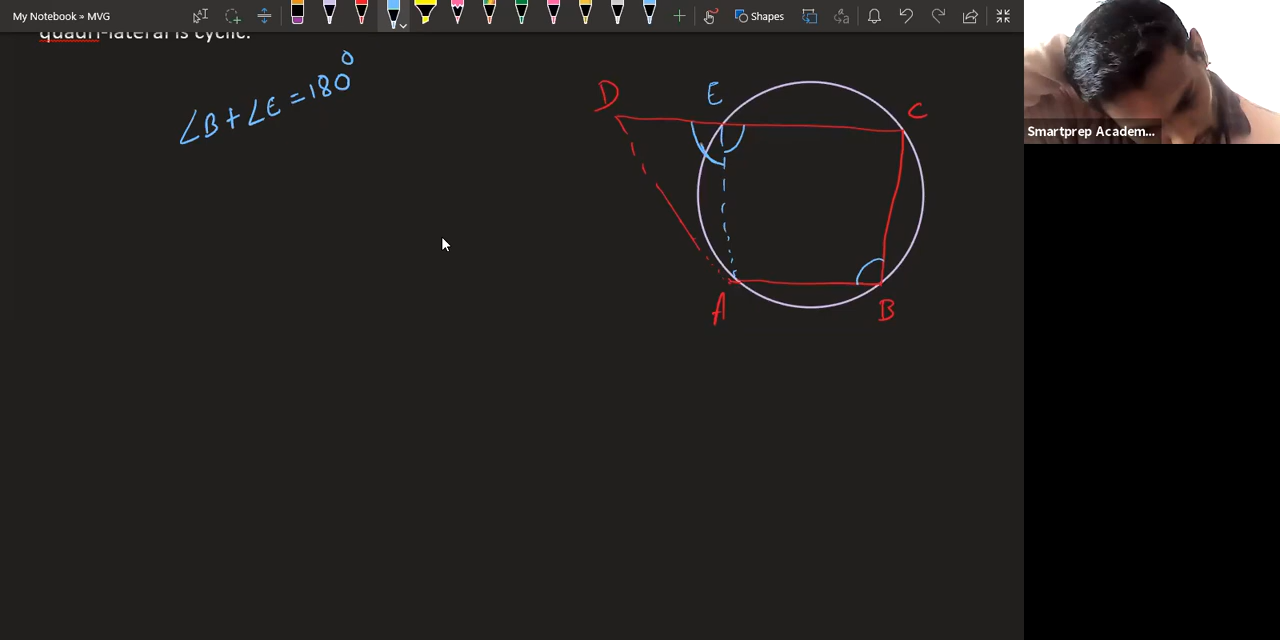 My Notebook » MVG
Shapes
quadri-lateral is cyclic.
∠B + ∠E = 180°
D
E
C
A
B
Smartprep Academ...